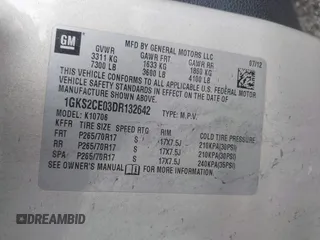 GM
MFD BY GENERAL MOTORS LLC
07/12
GVWR GAWR FRT GAWR RR
3311 KG 1633 KG 1860 KG
7300 LB 3600 LB 4100 LB
THIS VEHICLE CONFORMS TO ALL APPLICABLE
U.S. FEDERAL MOTOR VEHICLE SAFETY
STANDARDS IN EFFECT ON THE DATE OF
MANUFACTURE SHOWN ABOVE.
1GKS2CE03DR132642
TYPE: M.P.V.
MODEL: K10706
KFFR TIRE SIZE SPEED RTG RIM COLD TIRE PRESSURE
FRT P265/70R17 S 17X7.5J 210KPA(30PSI)
RR P265/70R17 S 17X7.5J 210KPA(30PSI)
SPA P265/70R17 S 17X7.5J 240KPA(35PSI)
SEE OWNER'S MANUAL
DREAMBID